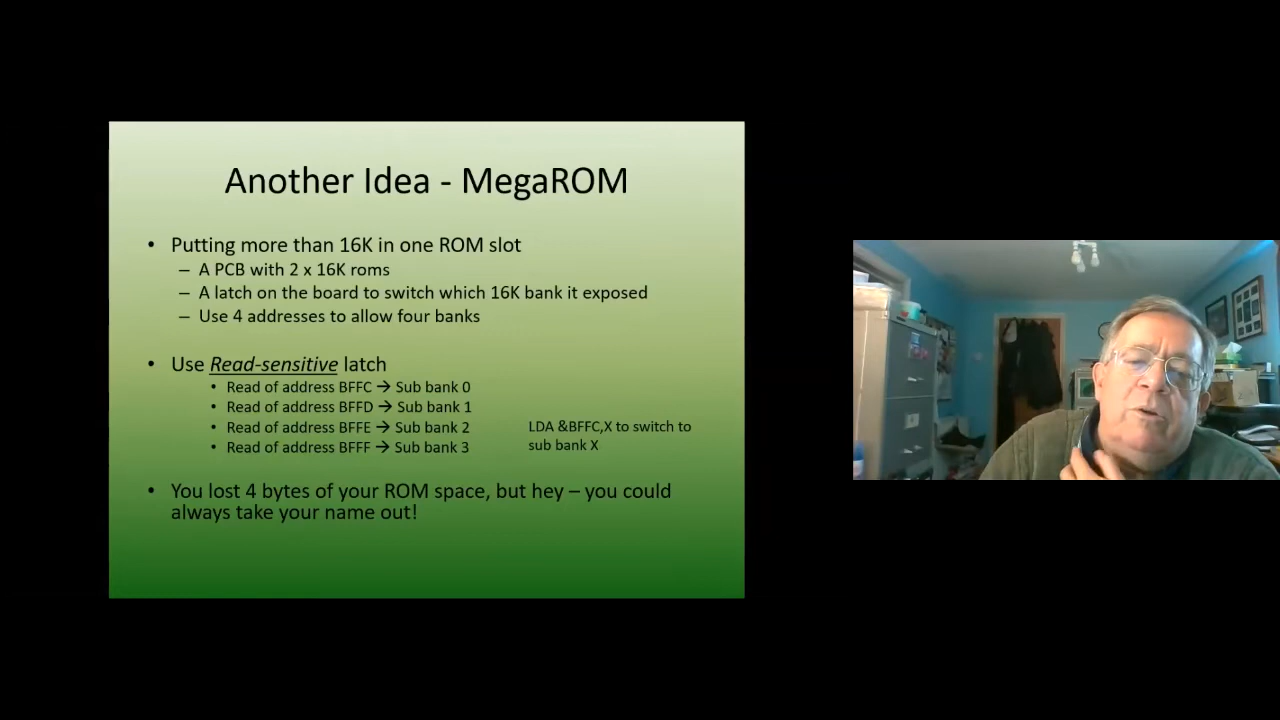 Another Idea - MegaROM
• Putting more than 16K in one ROM slot
– A PCB with 2 x 16K roms
– A latch on the board to switch which 16K bank it exposed
– Use 4 addresses to allow four banks
• Use Read-sensitive latch
• Read of address BFFC → Sub bank 0
• Read of address BFFD → Sub bank 1
• Read of address BFFE → Sub bank 2
• Read of address BFFF → Sub bank 3
LDA &BFFC,X to switch to
sub bank X
• You lost 4 bytes of your ROM space, but hey – you could
always take your name out!